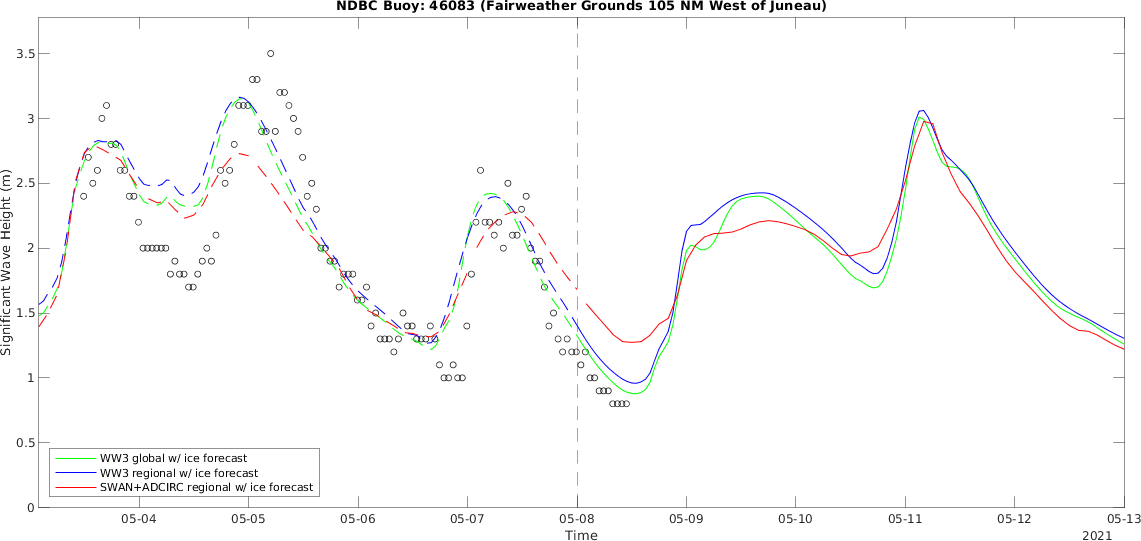 NDBC Buoy: 46083 (Fairweather Grounds 105 NM West of Juneau)
Significant Wave Height (m)
3.5
3
2.5
2
1.5
1
0.5
0
WW3 global w/ ice forecast
WW3 regional w/ ice forecast
SWAN+ADCIRC regional w/ ice forecast
05-04 05-05 05-06 05-07 05-08 05-09 05-10 05-11 05-12 05-13
Time
2021